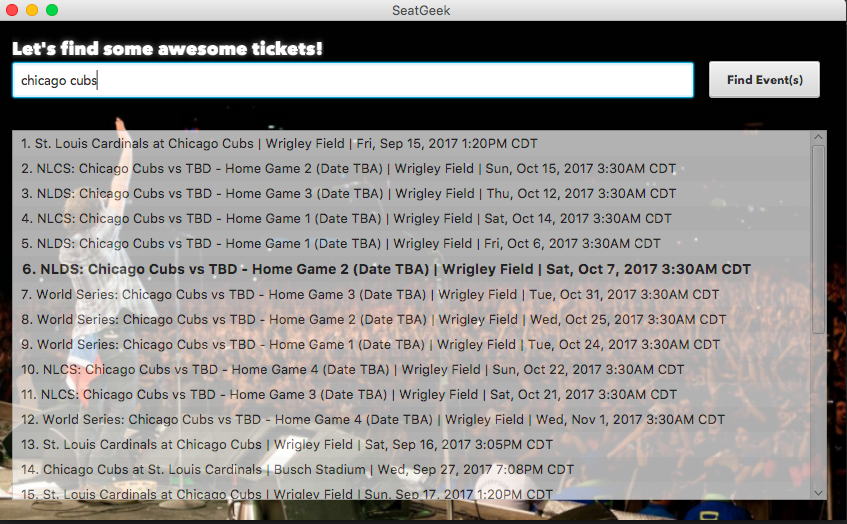 SeatGeek
Let's find some awesome tickets!
chicago cubs
Find Event(s)
1. St. Louis Cardinals at Chicago Cubs | Wrigley Field | Fri, Sep 15, 2017 1:20PM CDT
2. NLCS: Chicago Cubs vs TBD - Home Game 2 (Date TBA) | Wrigley Field | Sun, Oct 15, 2017 3:30AM CDT
3. NLDS: Chicago Cubs vs TBD - Home Game 3 (Date TBA) | Wrigley Field | Thu, Oct 12, 2017 3:30AM CDT
4. NLCS: Chicago Cubs vs TBD - Home Game 1 (Date TBA) | Wrigley Field | Sat, Oct 14, 2017 3:30AM CDT
5. NLDS: Chicago Cubs vs TBD - Home Game 1 (Date TBA) | Wrigley Field | Fri, Oct 6, 2017 3:30AM CDT
6. NLDS: Chicago Cubs vs TBD - Home Game 2 (Date TBA) | Wrigley Field | Sat, Oct 7, 2017 3:30AM CDT
7. World Series: Chicago Cubs vs TBD - Home Game 3 (Date TBA) | Wrigley Field | Tue, Oct 31, 2017 3:30AM CDT
8. World Series: Chicago Cubs vs TBD - Home Game 2 (Date TBA) | Wrigley Field | Wed, Oct 25, 2017 3:30AM CDT
9. World Series: Chicago Cubs vs TBD - Home Game 1 (Date TBA) | Wrigley Field | Tue, Oct 24, 2017 3:30AM CDT
10. NLCS: Chicago Cubs vs TBD - Home Game 4 (Date TBA) | Wrigley Field | Sun, Oct 22, 2017 3:30AM CDT
11. NLCS: Chicago Cubs vs TBD - Home Game 3 (Date TBA) | Wrigley Field | Sat, Oct 21, 2017 3:30AM CDT
12. World Series: Chicago Cubs vs TBD - Home Game 4 (Date TBA) | Wrigley Field | Wed, Nov 1, 2017 3:30AM CDT
13. St. Louis Cardinals at Chicago Cubs | Wrigley Field | Sat, Sep 16, 2017 3:05PM CDT
14. Chicago Cubs at St. Louis Cardinals | Busch Stadium | Wed, Sep 27, 2017 7:08PM CDT
15. St. Louis Cardinals at Chicago Cubs | Wrigley Field | Sun, Sep 17, 2017 1:20PM CDT